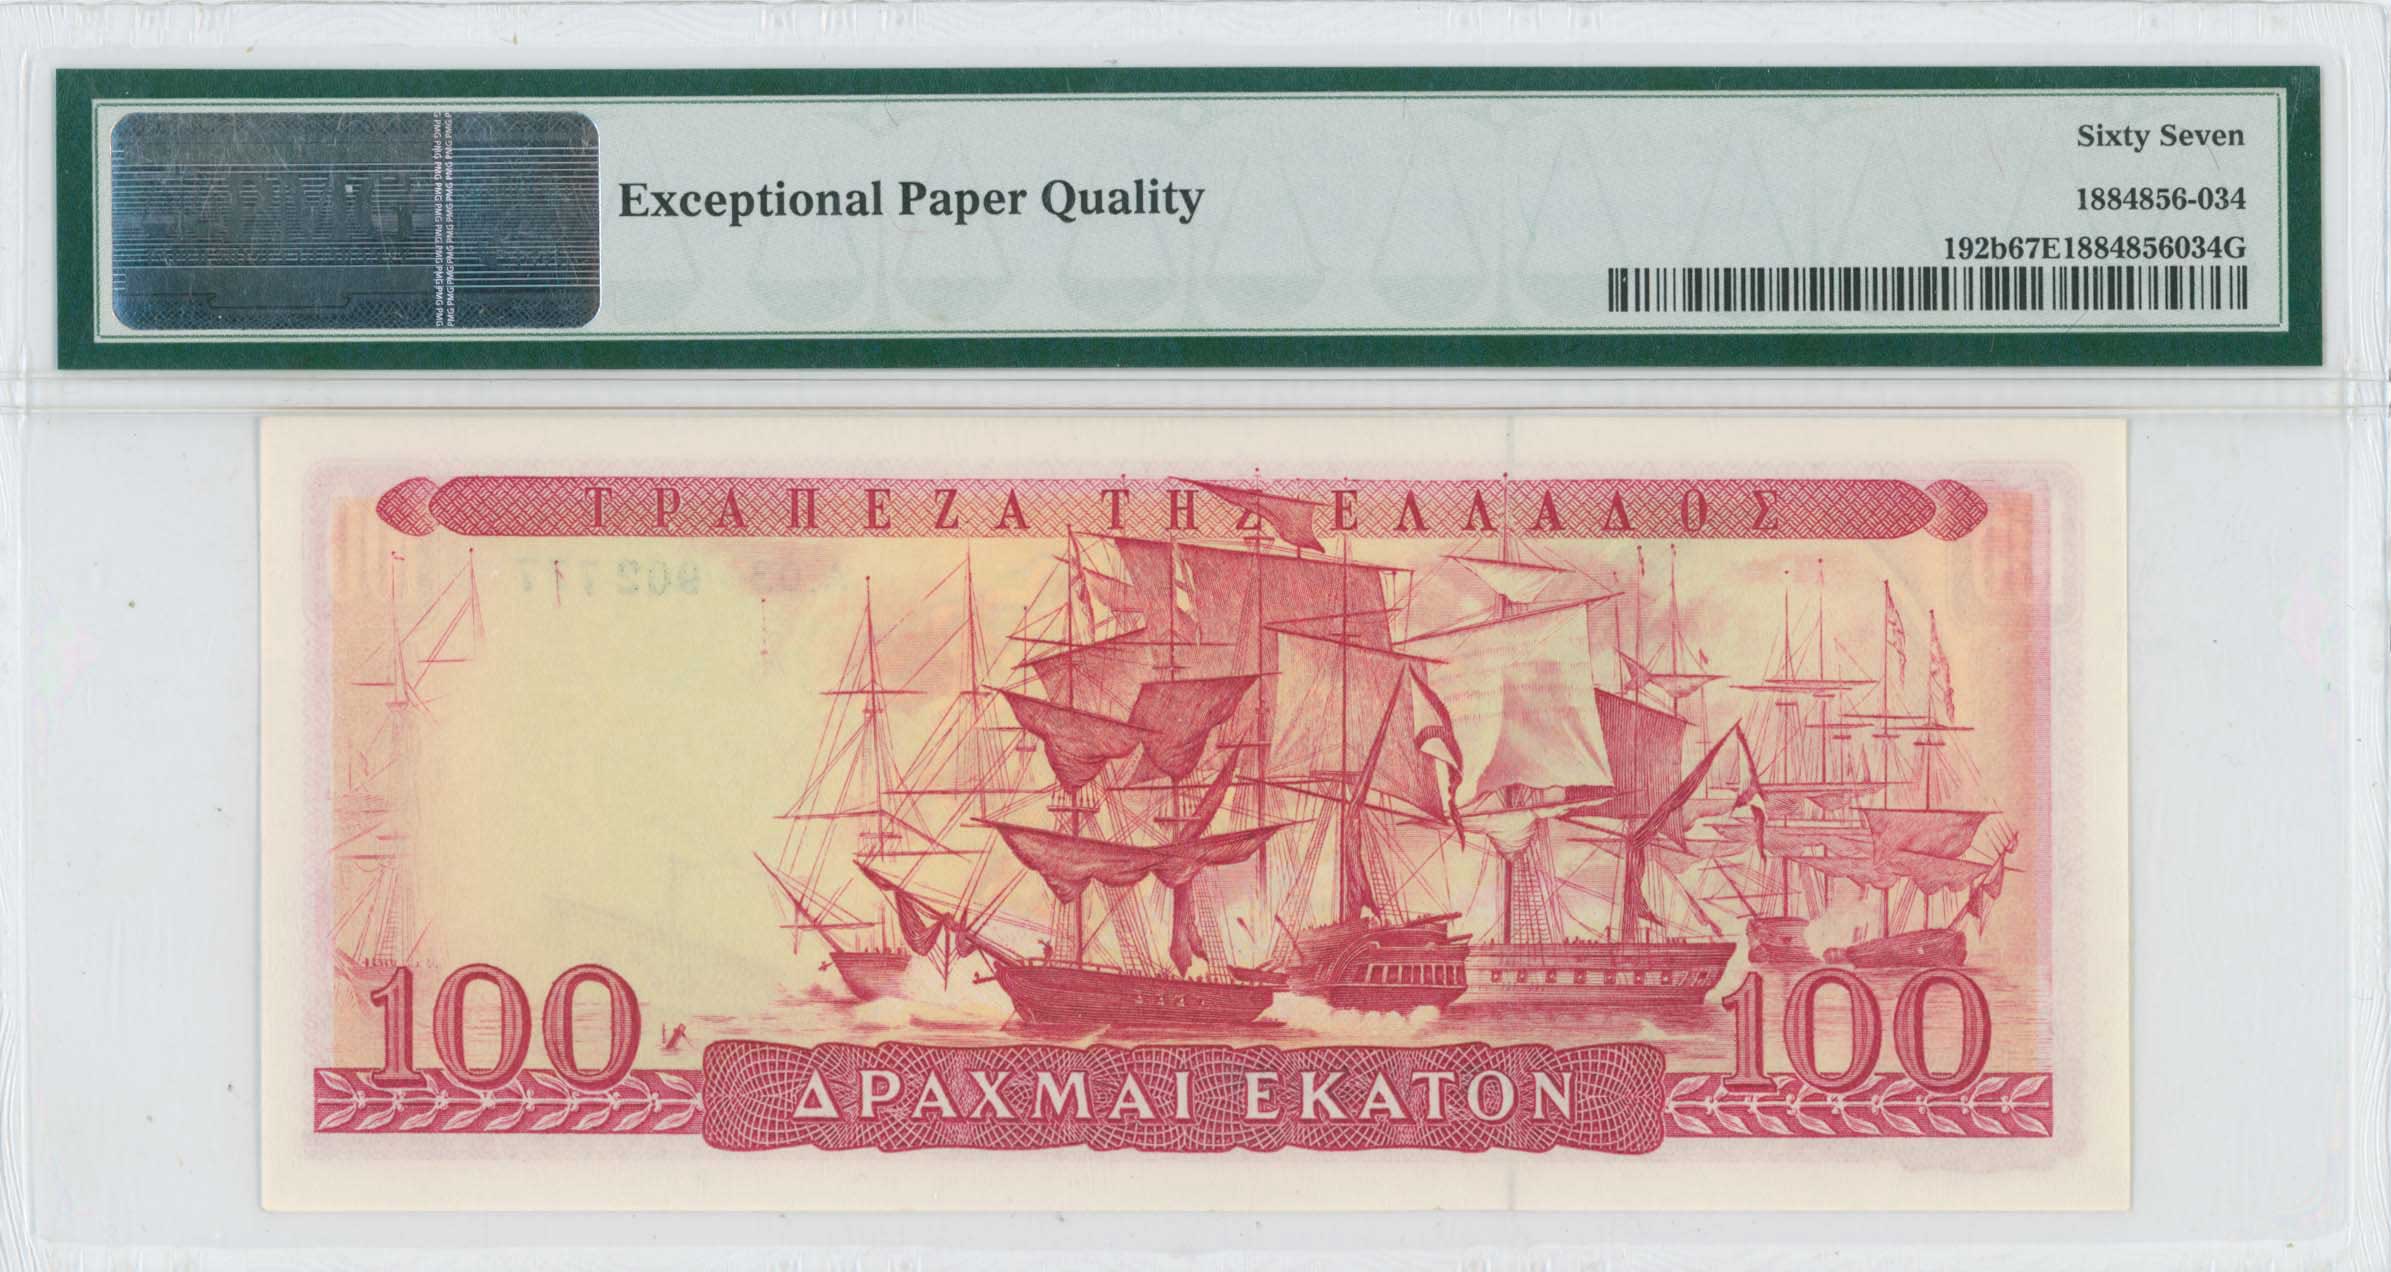 Sixty Seven
Exceptional Paper Quality
1884856-034
192b67E1884856034G
ΤΡΑΠΕΖΑ ΤΗΣ ΕΛΛΑΔΟΣ
100
100
ΔΡΑΧΜΑΙ ΕΚΑΤΟΝ